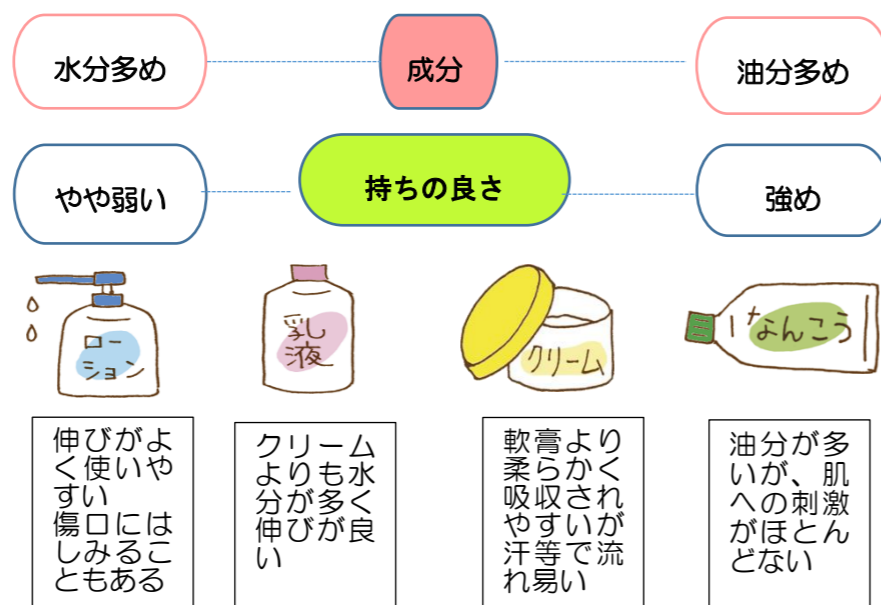 水分多め
成分
油分多め
やや弱い
持ちの良さ
強め
ロー
ション
乳
液
クリーム
なんこう
伸びがよ
く使いや
すい
傷口には
しみるこ
ともある
クリーム
よりも水
分が多く
伸びが良
い
軟膏より
柔らかく
吸収され
やすいが
汗等で流
れ易い
油分が多
いが、肌
への刺激
がほとん
どない